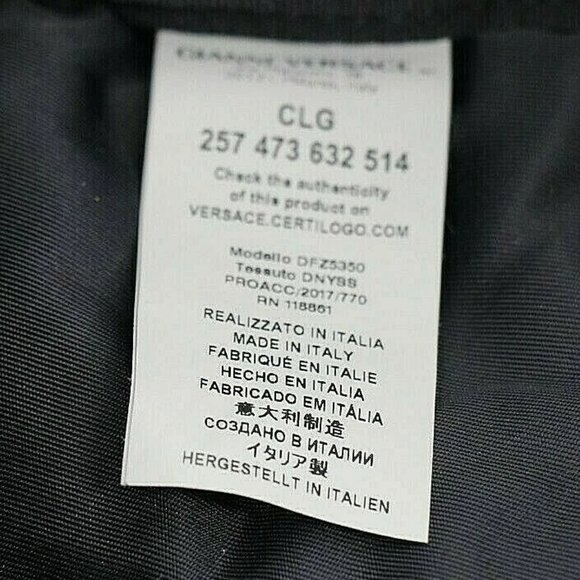 GIANNI VERSACE
CLG
257 473 632 514
Check the authenticity
of this product on
VERSACE.CERTILOGO.COM
Modello DFZ5350
Tessuto DNYSS
PROACC/2017/770
RN 118861
REALIZZATO IN ITALIA
MADE IN ITALY
FABRIQUÉ EN ITALIE
HECHO EN ITALIA
FABRICADO EM ITÁLIA
意大利制造
СОЗДАНО В ИТАЛИИ
イタリア製
HERGESTELLT IN ITALIEN